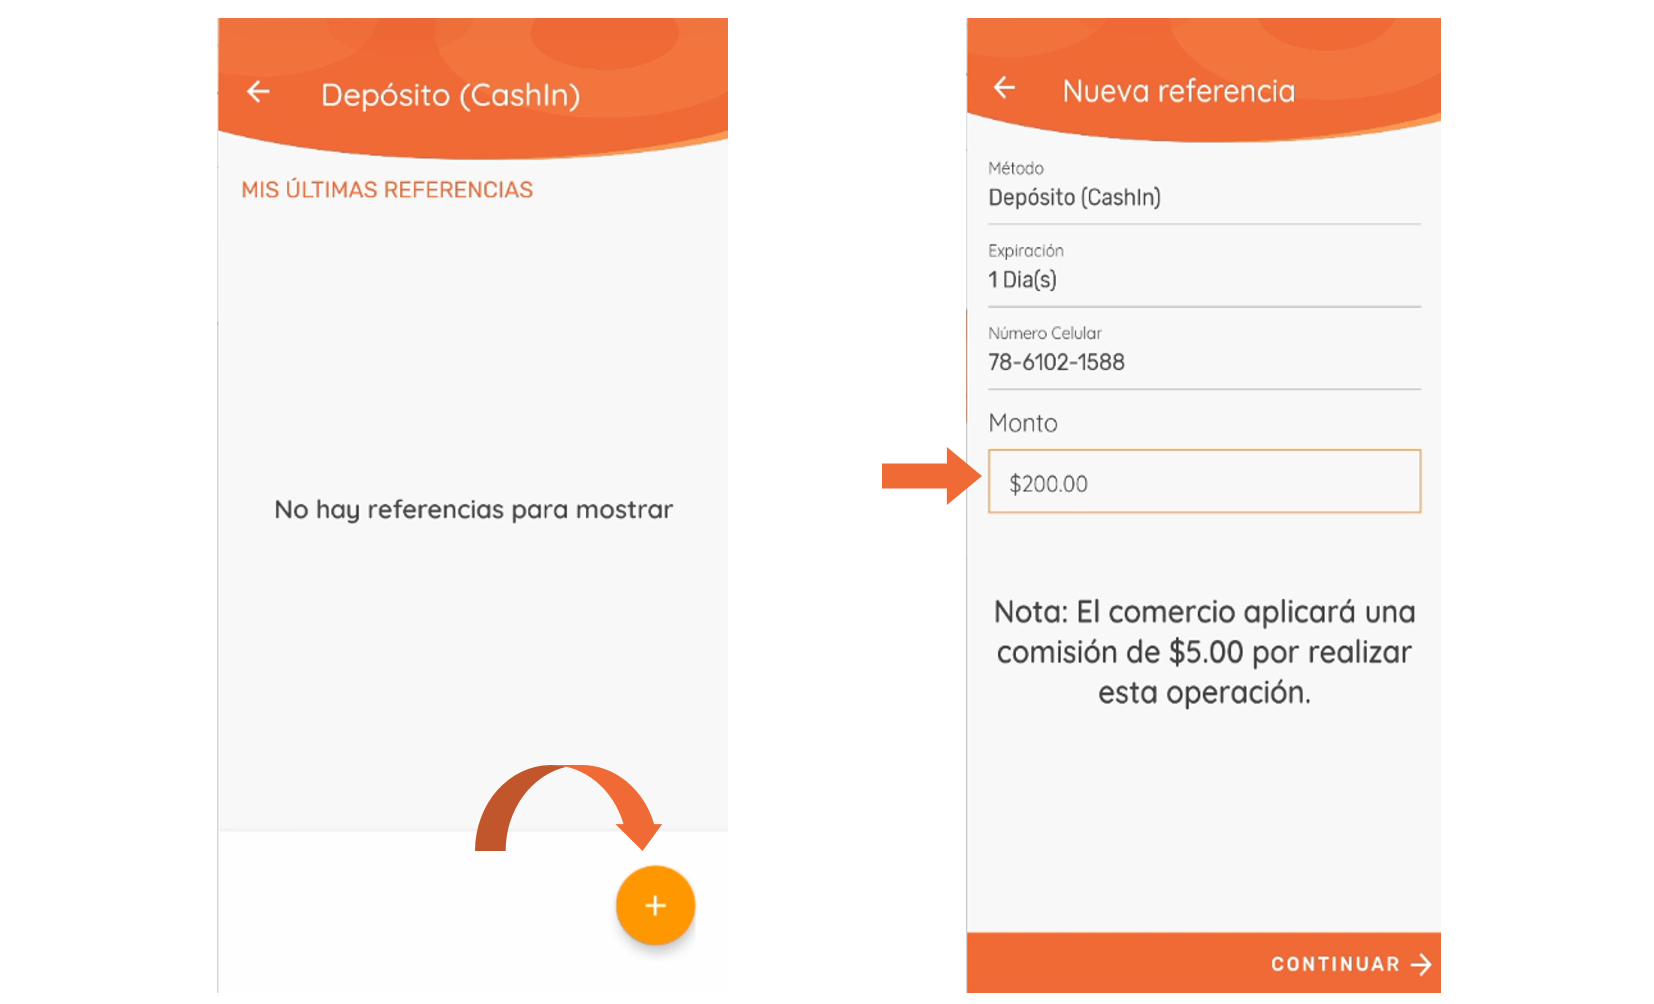 Depósito (CashIn)
MIS ÚLTIMAS REFERENCIAS
No hay referencias para mostrar
+
Nueva referencia
Método
Depósito (CashIn)
Expiración
1 Dia(s)
Número Celular
78-6102-1588
Monto
$200.00
Nota: El comercio aplicará una
comisión de $5.00 por realizar
esta operación.
CONTINUAR